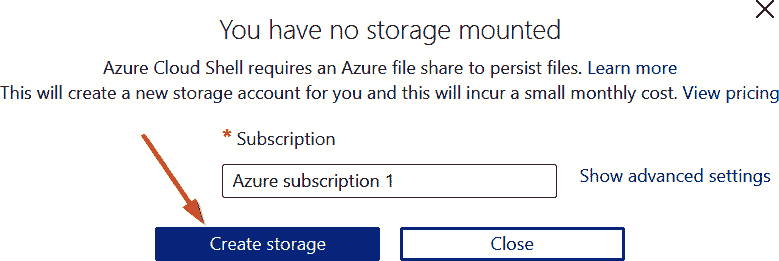 You have no storage mounted
Azure Cloud Shell requires an Azure file share to persist files. Learn more
This will create a new storage account for you and this will incur a small monthly cost. View pricing
* Subscription
Azure subscription 1
Show advanced settings
Create storage
Close